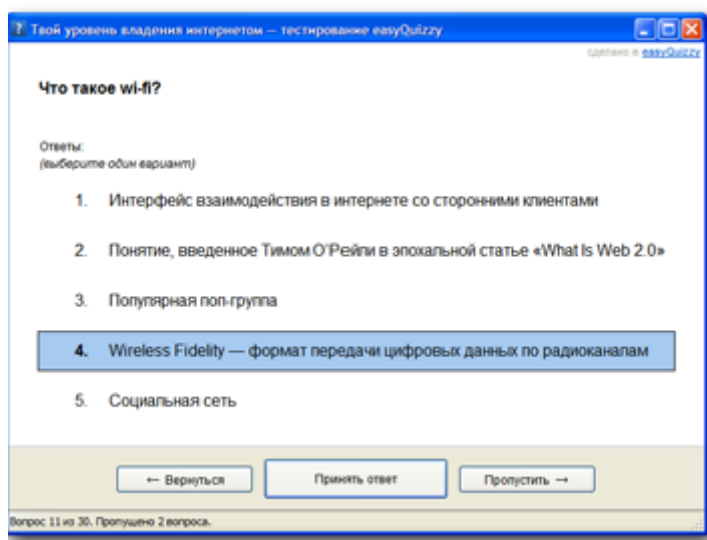 Твой уровень владения интернетом — тестирование easyQuizzy
сделано в easyQuizzy
Что такое wi-fi?
Ответы:
(выберите один вариант)
1. Интерфейс взаимодействия в интернете со сторонними клиентами
2. Понятие, введенное Тимом О'Рейли в эпохальной статье «What Is Web 2.0»
3. Популярная поп-группа
4. Wireless Fidelity — формат передачи цифровых данных по радиоканалам
5. Социальная сеть
← Вернуться Принять ответ Пропустить →
Вопрос 11 из 30. Пропущено 2 вопроса.